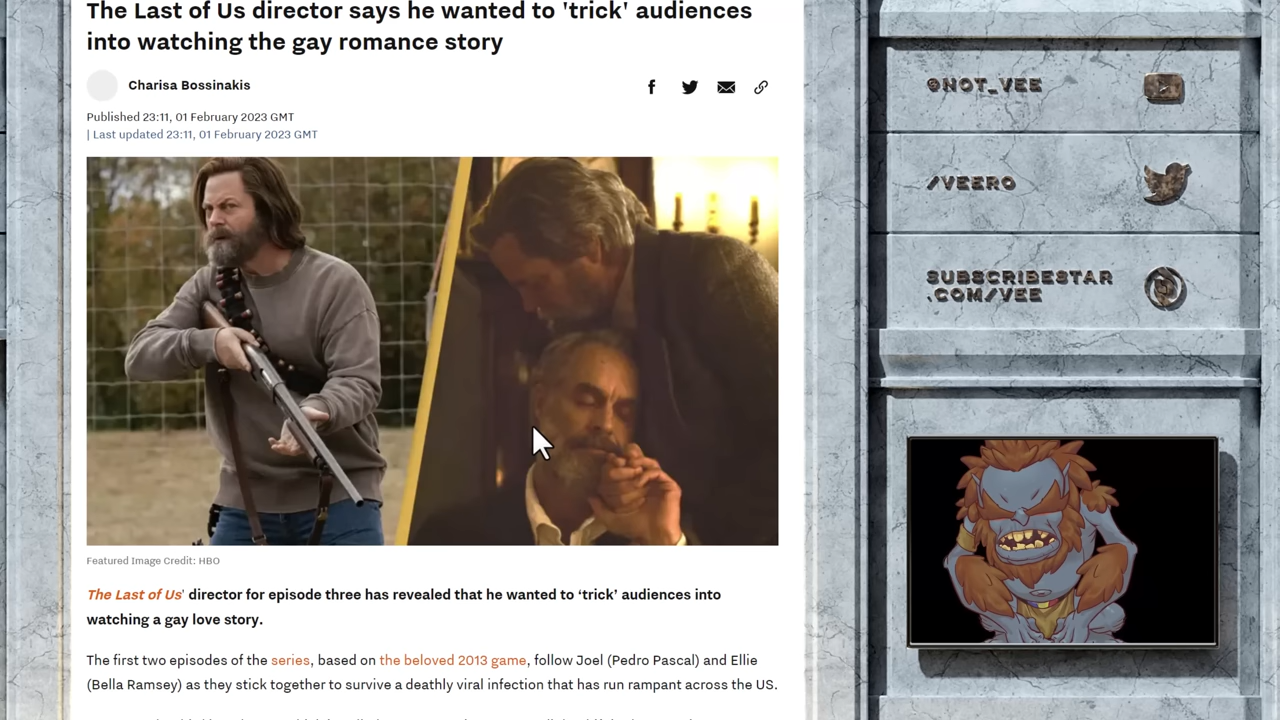 The Last of Us director says he wanted to 'trick' audiences
into watching the gay romance story
Charisa Bossinakis
Published 23:11, 01 February 2023 GMT
| Last updated 23:11, 01 February 2023 GMT
Featured Image Credit: HBO
The Last of Us' director for episode three has revealed that he wanted to ‘trick’ audiences into
watching a gay love story.
The first two episodes of the series, based on the beloved 2013 game, follow Joel (Pedro Pascal) and Ellie
(Bella Ramsey) as they stick together to survive a deathly viral infection that has run rampant across the US.
@NOT_VEE
/VEERO
SUBSCRIBESTAR
.COM/VEE